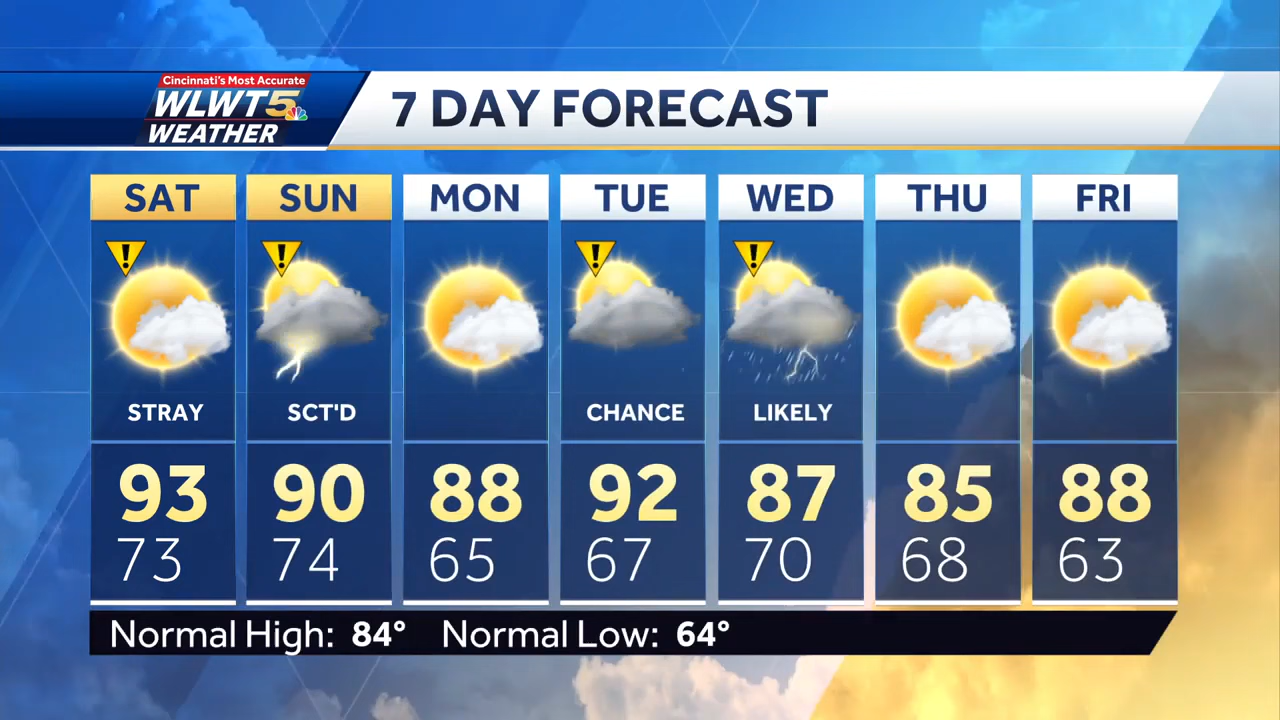 Cincinnati's Most Accurate
WLWT5
WEATHER
7 DAY FORECAST
SAT SUN MON TUE WED THU FRI
! ! ! !
STRAY SCT'D CHANCE LIKELY
93 90 88 92 87 85 88
73 74 65 67 70 68 63
Normal High: 84° Normal Low: 64°